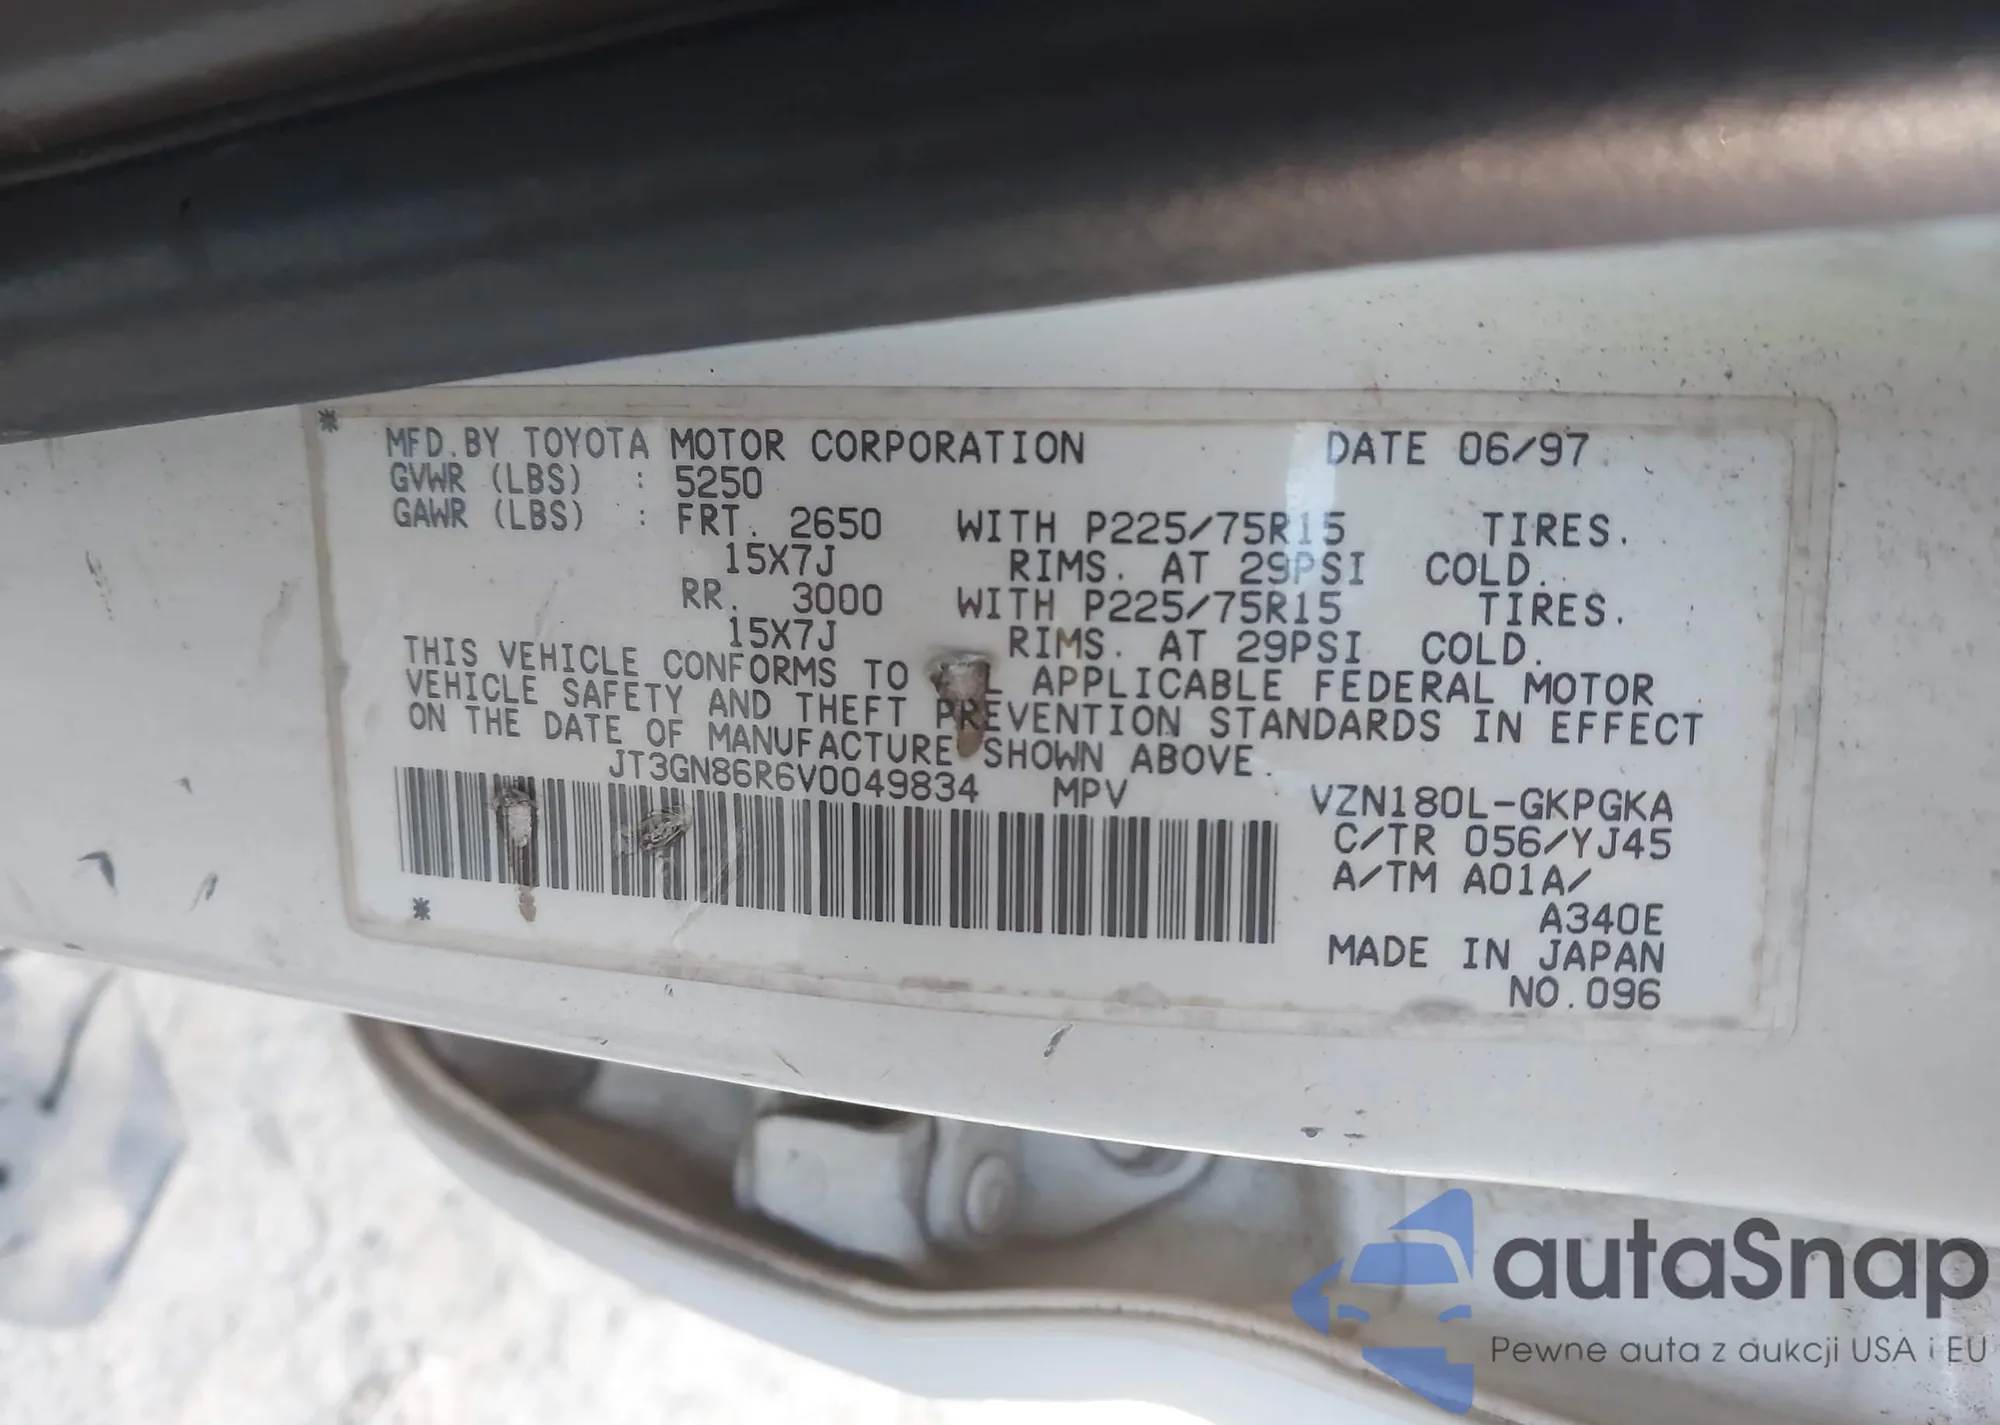 MFD.BY TOYOTA MOTOR CORPORATION DATE 06/97
GVWR (LBS) : 5250
GAWR (LBS) : FRT. 2650 WITH P225/75R15 TIRES.
15X7J RIMS. AT 29PSI COLD.
RR. 3000 WITH P225/75R15 TIRES.
15X7J RIMS. AT 29PSI COLD.
THIS VEHICLE CONFORMS TO L APPLICABLE FEDERAL MOTOR
VEHICLE SAFETY AND THEFT PREVENTION STANDARDS IN EFFECT
ON THE DATE OF MANUFACTURE SHOWN ABOVE.
JT3GN86R6V0049834 MPV VZN180L-GKPGKA
C/TR 056/YJ45
A/TM A01A/
A340E
MADE IN JAPAN
NO.096
autaSnap
Pewne auta z aukcji USA i EU